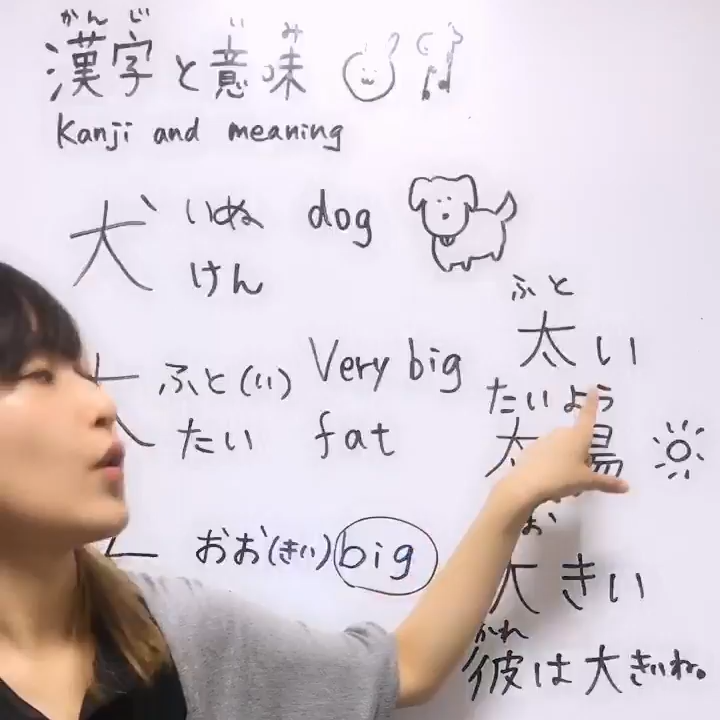 かんじ いみ
漢字と意味
Kanji and meaning
犬 いぬ dog
けん
ふと
太い
ふと(い) Very big
たいよう
たい fat
太陽
おお(きい) big
お
大きい
かれ
彼は大きいね。